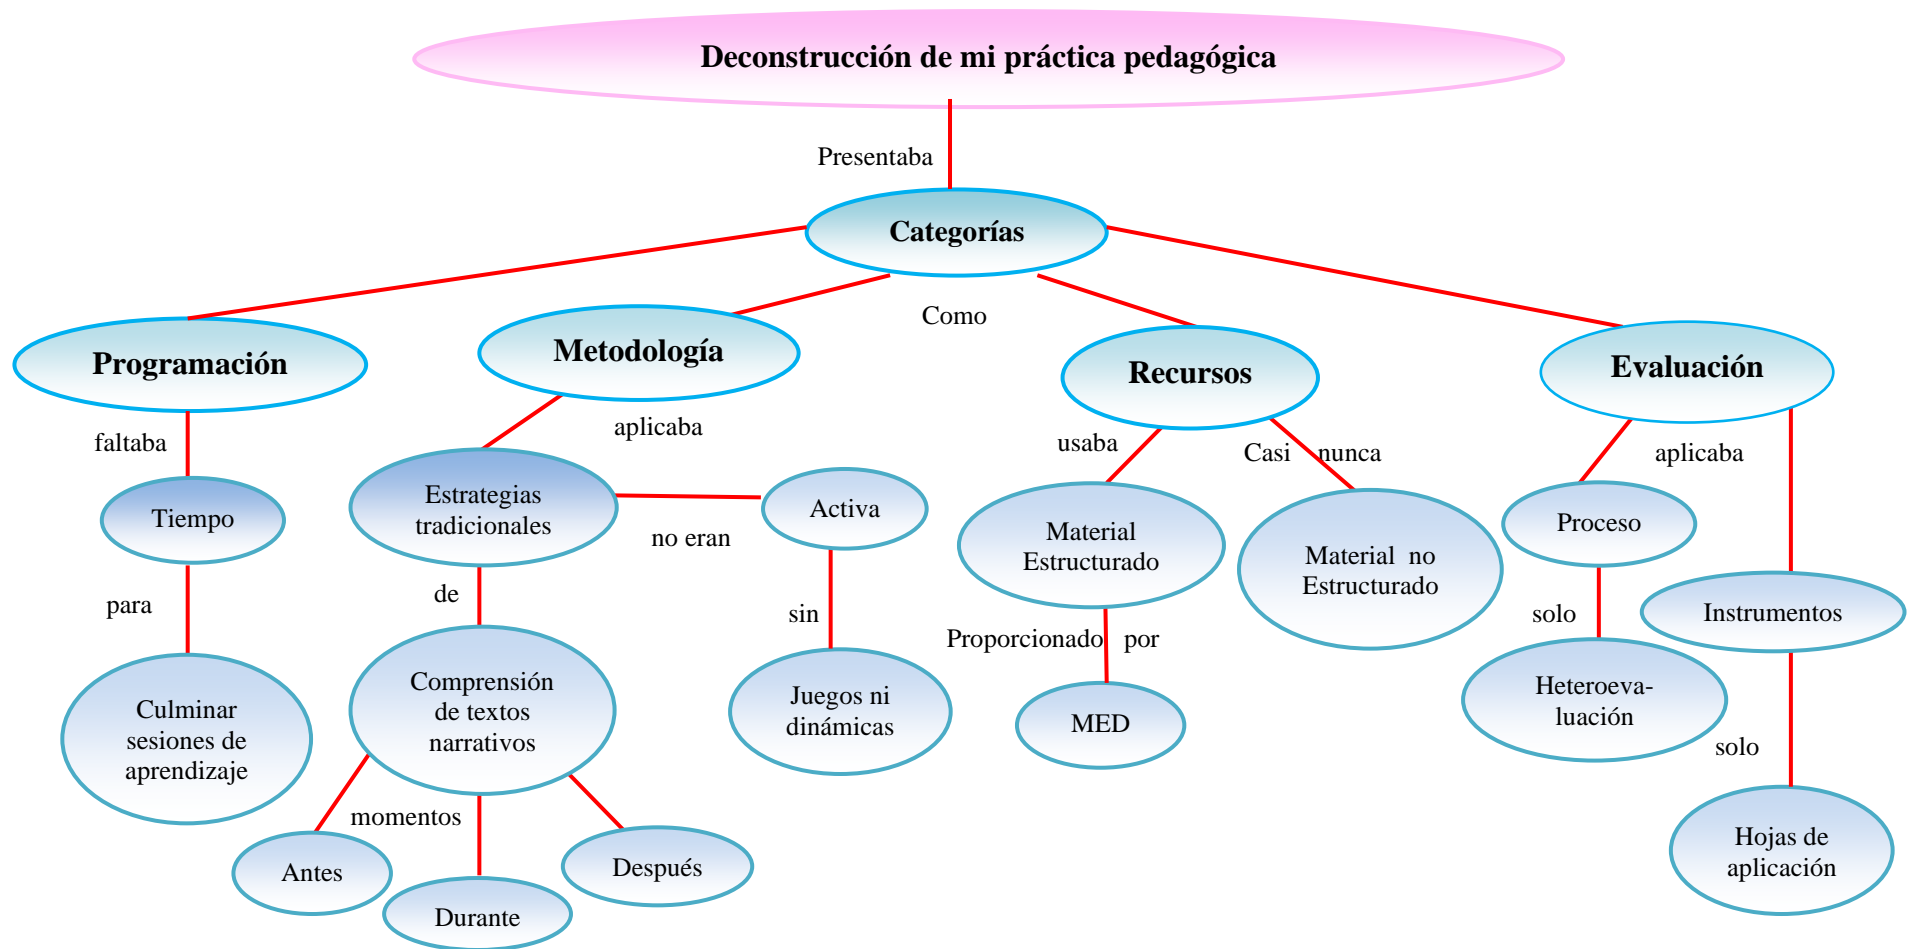 Deconstrucción de mi práctica pedagógica
Presentaba
Categorías
Como
Programación
Metodología
Recursos
Evaluación
faltaba
aplicaba
usaba
Casi nunca
aplicaba
Tiempo
Estrategias
tradicionales
no eran
Activa
Material
Estructurado
Material no
Estructurado
Proceso
Instrumentos
para
de
sin
Proporcionado por
solo
solo
Culminar
sesiones de
aprendizaje
Comprensión
de textos
narrativos
Juegos ni
dinámicas
MED
Heteroeva-
luación
Hojas de
aplicación
momentos
Antes
Durante
Después